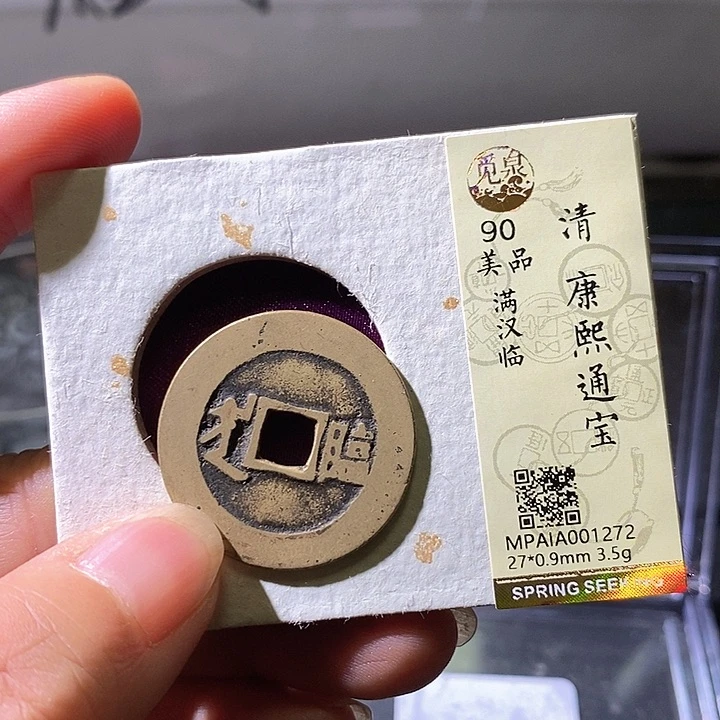 臨
觅泉
90
美品
满汉临
清 康熙通宝
MPAIA001272
27*0.9mm 3.5g
SPRING SEEK